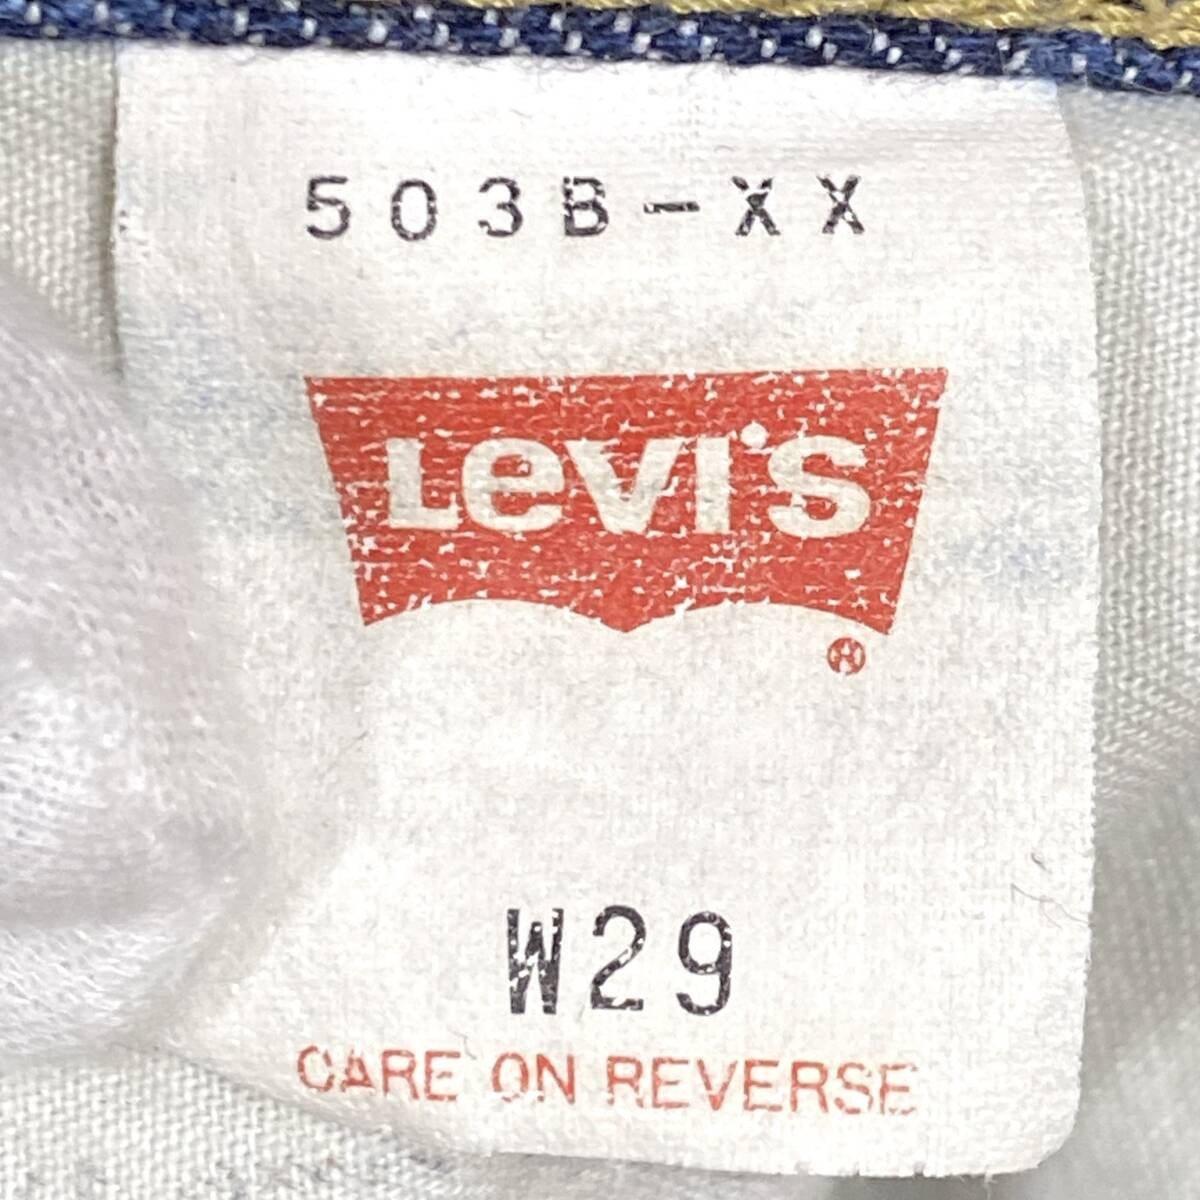 503B-XX
Levi's
®
W29
CARE ON REVERSE